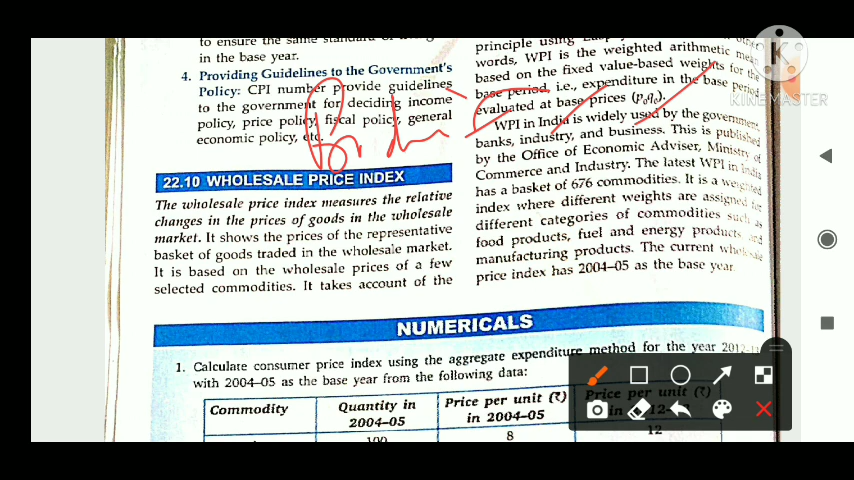 to ensure the same standard of
in the base year.
4. Providing Guidelines to the Government's
Policy: CPI number provide guidelines
to the government for deciding income
policy, price policy, fiscal policy, general
economic policy, etc.
22.10 WHOLESALE PRICE INDEX
The wholesale price index measures the relative
changes in the prices of goods in the wholesale
market. It shows the prices of the representative
basket of goods traded in the wholesale market.
It is based on the wholesale prices of a few
selected commodities. It takes account of the
principle using
words, WPI is the weighted arithmetic mean
based on the fixed value-based weights for the
base period, i.e., expenditure in the base period
evaluated at base prices (p₀q₀).
WPI in India is widely used by the government,
banks, industry, and business. This is published
by the Office of Economic Adviser, Ministry of
Commerce and Industry. The latest WPI in India
has a basket of 676 commodities. It is a weighted
index where different weights are assigned for
different categories of commodities such as
food products, fuel and energy products and
manufacturing products. The current wholesale
price index has 2004-05 as the base year
NUMERICALS
1. Calculate consumer price index using the aggregate expenditure method for the year
with 2004-05 as the base year from the following data:
Commodity Quantity in Price per unit (₹) Price per unit (₹)
2004-05 in 2004-05 in
100 8 12
K
KINEMASTER